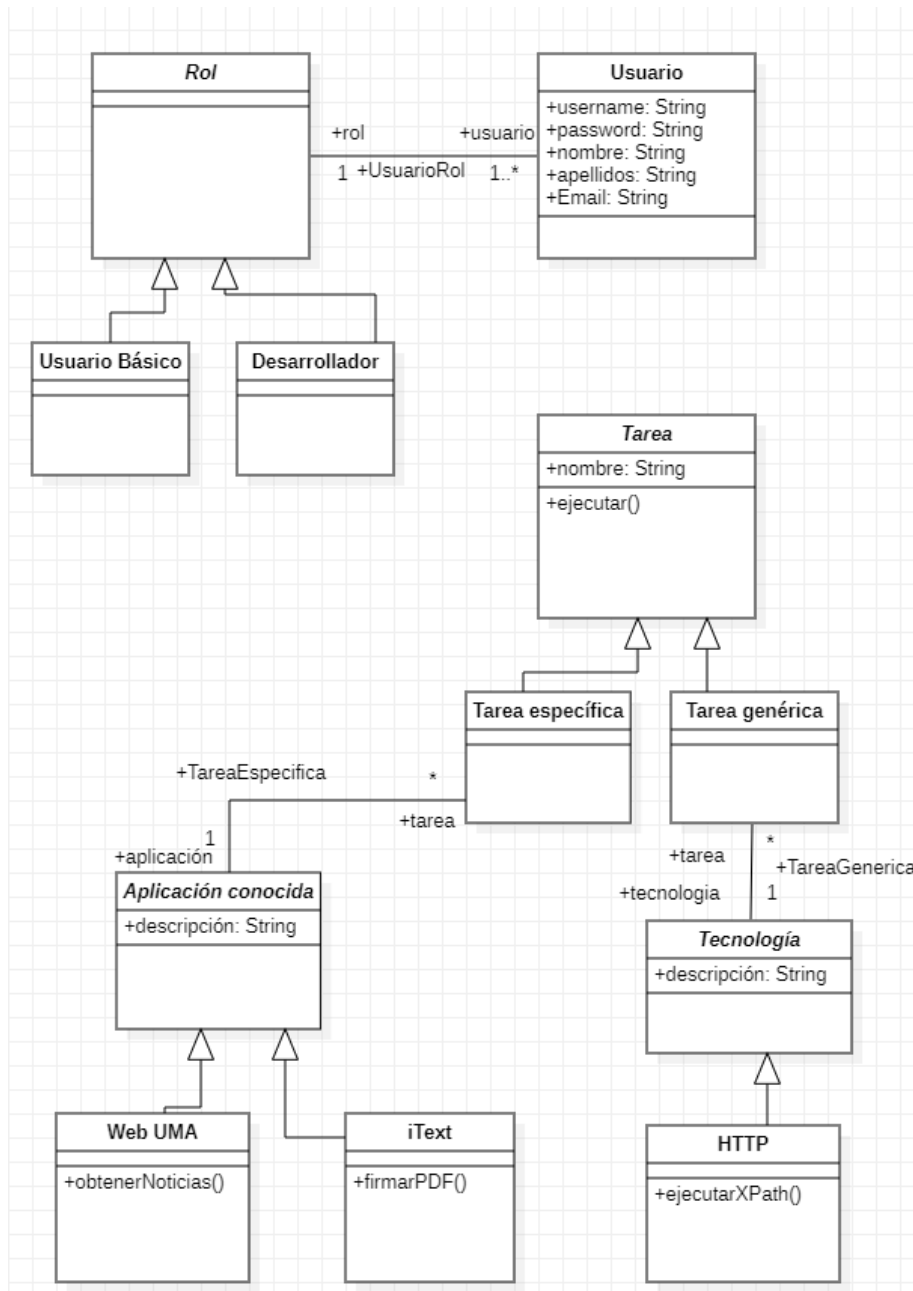 Rol
Usuario
+username: String
+password: String
+nombre: String
+apellidos: String
+Email: String
+rol
+usuario
1
+UsuarioRol
1..*
Usuario Básico
Desarrollador
Tarea
+nombre: String
+ejecutar()
Tarea específica
Tarea genérica
+TareaEspecifica
*
+tarea
1
+aplicación
*
+tarea
+TareaGenerica
+tecnologia
1
Aplicación conocida
+descripción: String
Tecnología
+descripción: String
Web UMA
+obtenerNoticias()
iText
+firmarPDF()
HTTP
+ejecutarXPath()